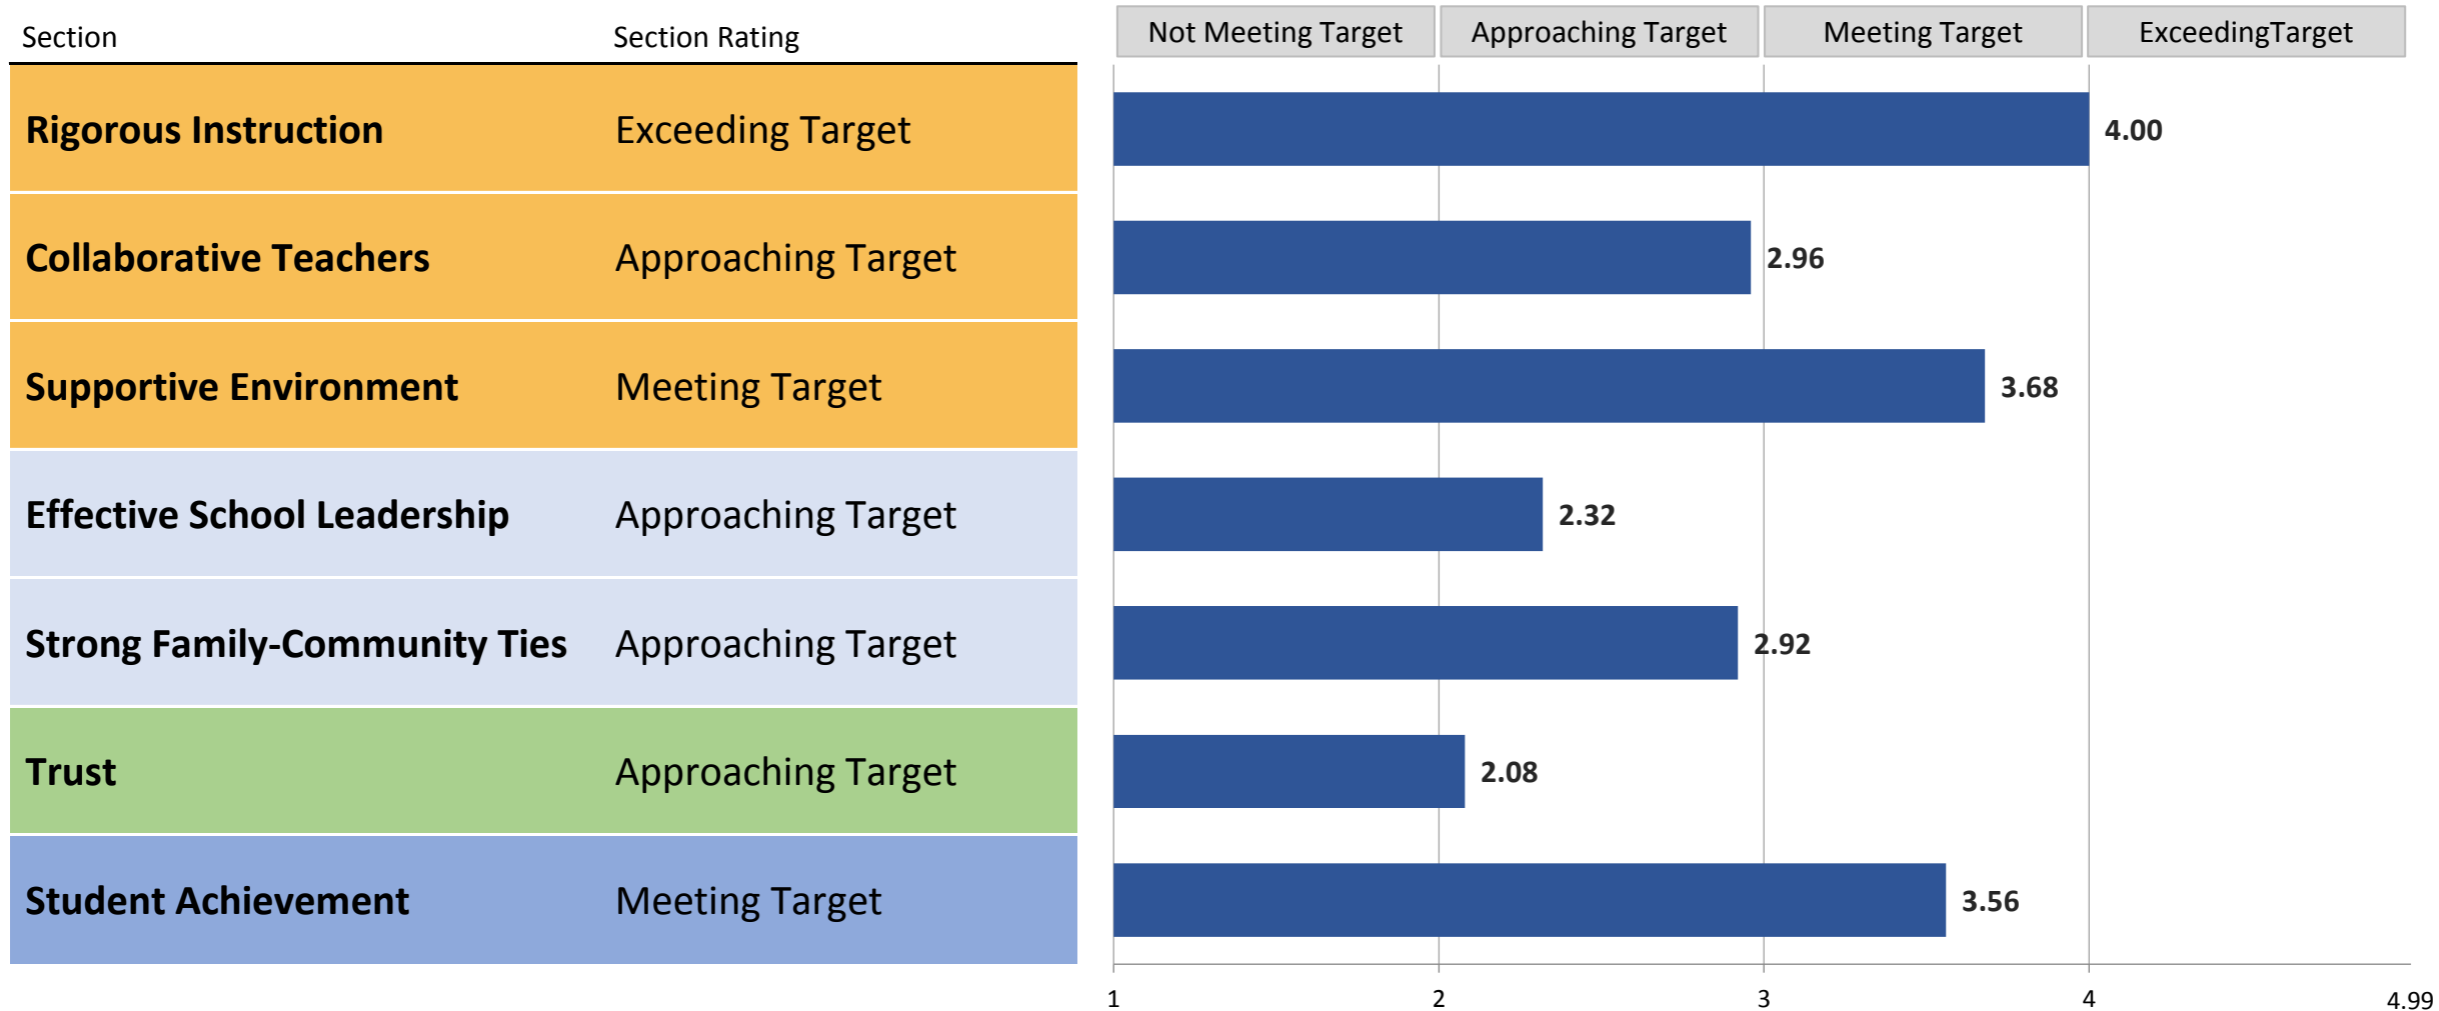 Section Section Rating Not Meeting Target Approaching Target Meeting Target ExceedingTarget
Rigorous Instruction Exceeding Target 4.00
Collaborative Teachers Approaching Target 2.96
Supportive Environment Meeting Target 3.68
Effective School Leadership Approaching Target 2.32
Strong Family-Community Ties Approaching Target 2.92
Trust Approaching Target 2.08
Student Achievement Meeting Target 3.56
1 2 3 4 4.99